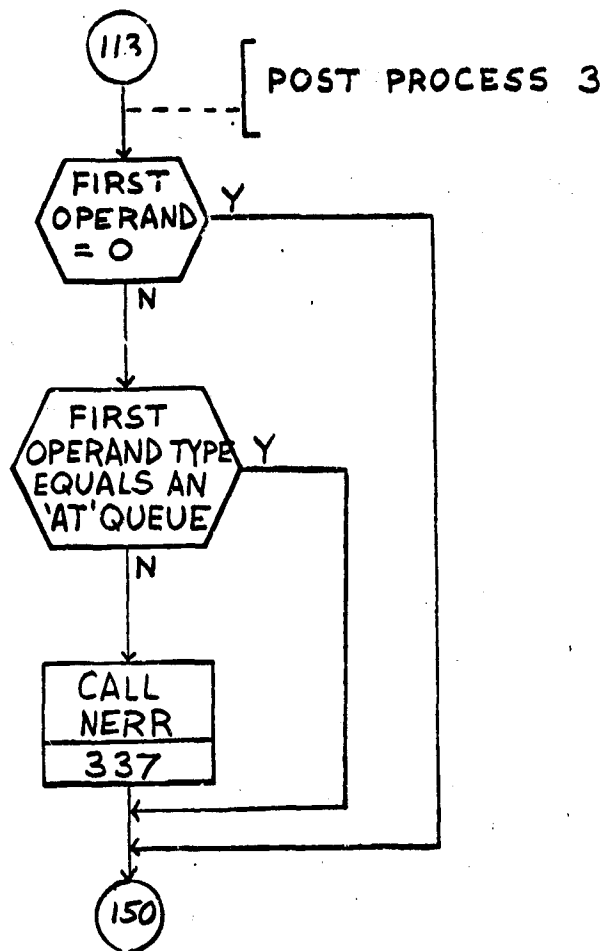 113
POST PROCESS 3
FIRST
OPERAND
= 0
Y
N
FIRST
OPERAND TYPE
EQUALS AN
'AT' QUEUE
Y
N
CALL
NERR
337
150